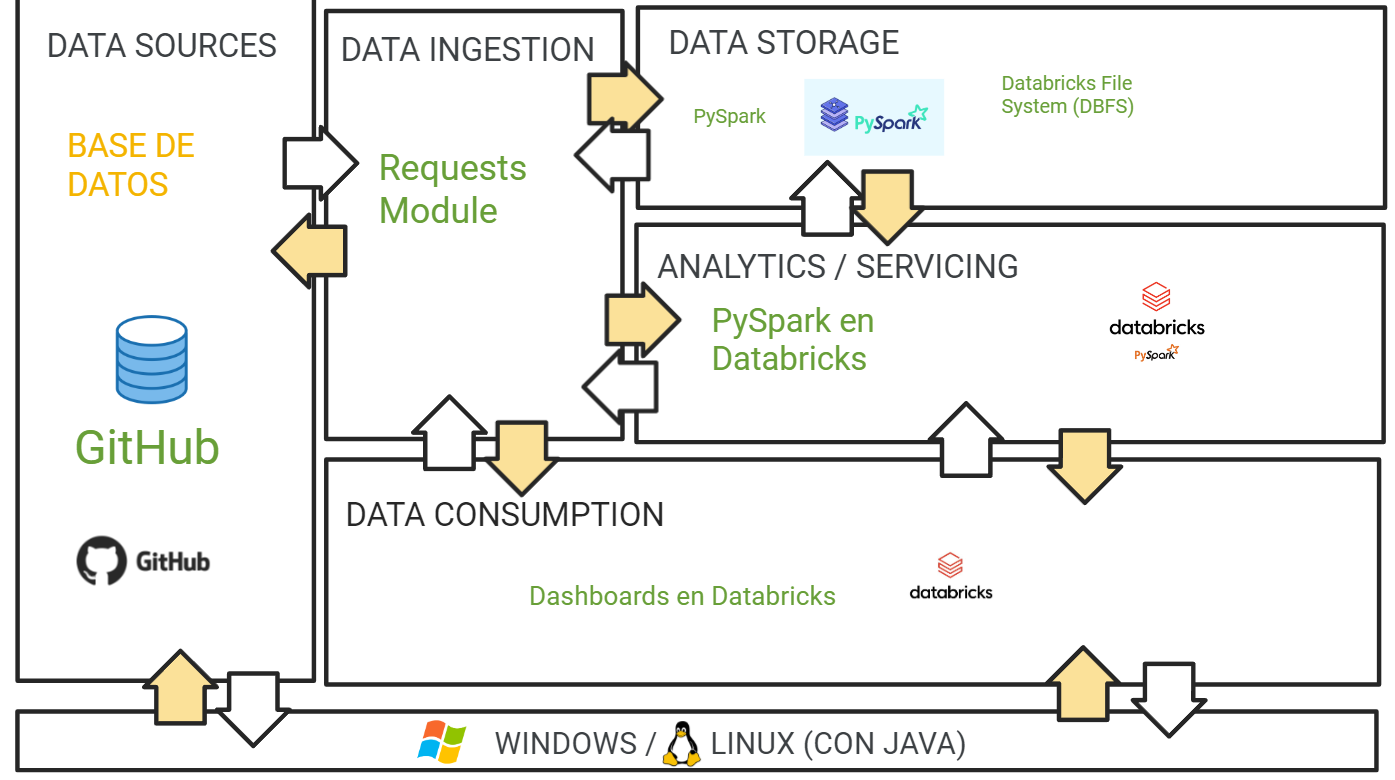 DATA SOURCES
BASE DE
DATOS
GitHub
GitHub
DATA INGESTION
Requests
Module
DATA STORAGE
PySpark
PySpark
Databricks File
System (DBFS)
ANALYTICS / SERVICING
PySpark en
Databricks
databricks
PySpark
DATA CONSUMPTION
Dashboards en Databricks
databricks
WINDOWS / LINUX (CON JAVA)